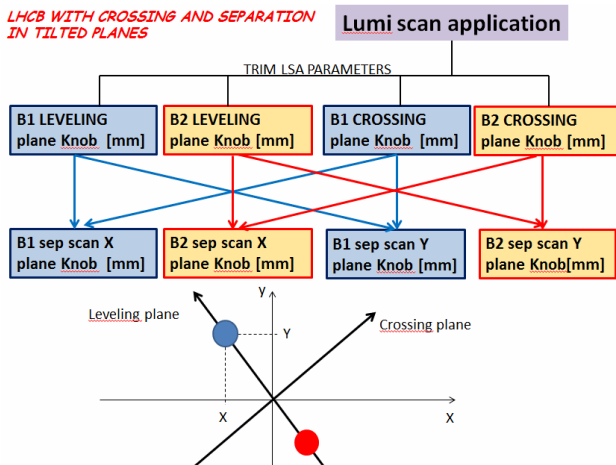 LHCB WITH CROSSING AND SEPARATION
IN TILTED PLANES
Lumi scan application
TRIM LSA PARAMETERS
B1 LEVELING
plane Knob [mm]
B2 LEVELING
plane Knob [mm]
B1 CROSSING
plane Knob [mm]
B2 CROSSING
plane Knob [mm]
B1 sep scan X
plane Knob [mm]
B2 sep scan X
plane Knob [mm]
B1 sep scan Y
plane Knob [mm]
B2 sep scan Y
plane Knob[mm]
y
Leveling plane
Crossing plane
Y
X
X